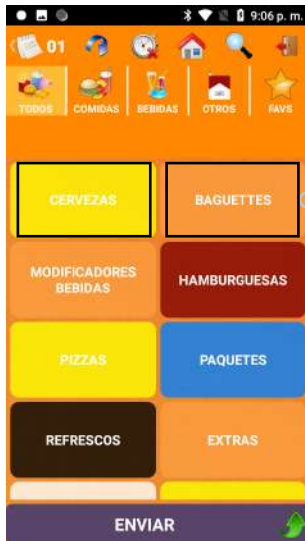 9:06 p. m.
01
TODOS
COMIDAS
BEBIDAS
OTROS
FAVS
CERVEZAS
BAGUETTES
MODIFICADORES
BEBIDAS
HAMBURGUESAS
PIZZAS
PAQUETES
REFRESCOS
EXTRAS
ENVIAR